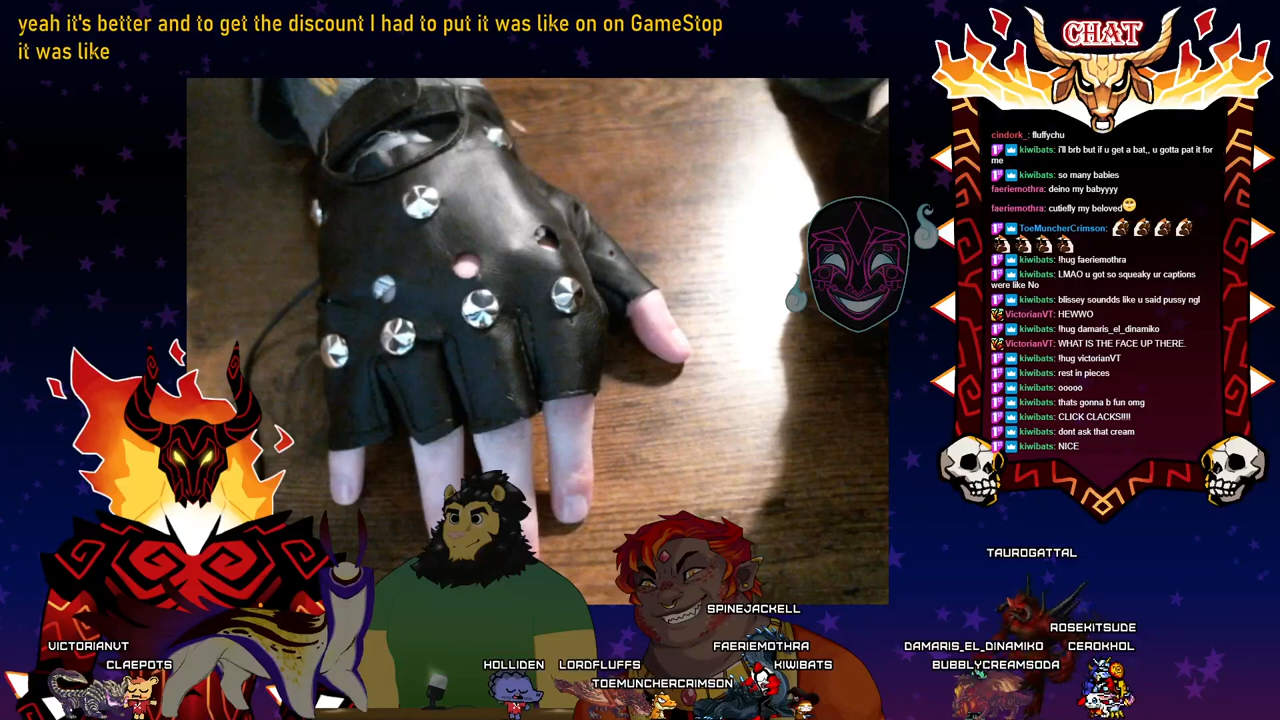 yeah it's better and to get the discount I had to put it was like on on GameStop
it was like
CHAT
cindork_: fluffychu
kiwibats: i'll brb but if u get a bat,, u gotta pat it for
me
kiwibats: so many babies
faeriemothra: deino my babyyyy
faeriemothra: cutiefly my beloved
ToeMuncherCrimson:
kiwibats: !hug faeriemothra
kiwibats: LMAO u got so squeaky ur captions
were like No
kiwibats: blissey soundds like u said pussy ngl
VictorianVT: HEWWO
kiwibats: !hug damaris_el_dinamiko
VictorianVT: WHAT IS THE FACE UP THERE.
kiwibats: !hug victorianVT
kiwibats: rest in pieces
kiwibats: ooooo
kiwibats: thats gonna b fun omg
kiwibats: CLICK CLACKS!!!!
kiwibats: dont ask that cream
kiwibats: NICE
TAUROGATTAL
SPINEJACKELL
ROSEKITSUDE
VICTORIANVT
FAERIEMOTHRA
DAMARIS_EL_DINAMIKO
CEROKHOL
CLAEPOTS
HOLLIDEN
LORDFLUFFS
KIWIBATS
BUBBLYCREAMSODA
TOEMUNCHERCRIMSON